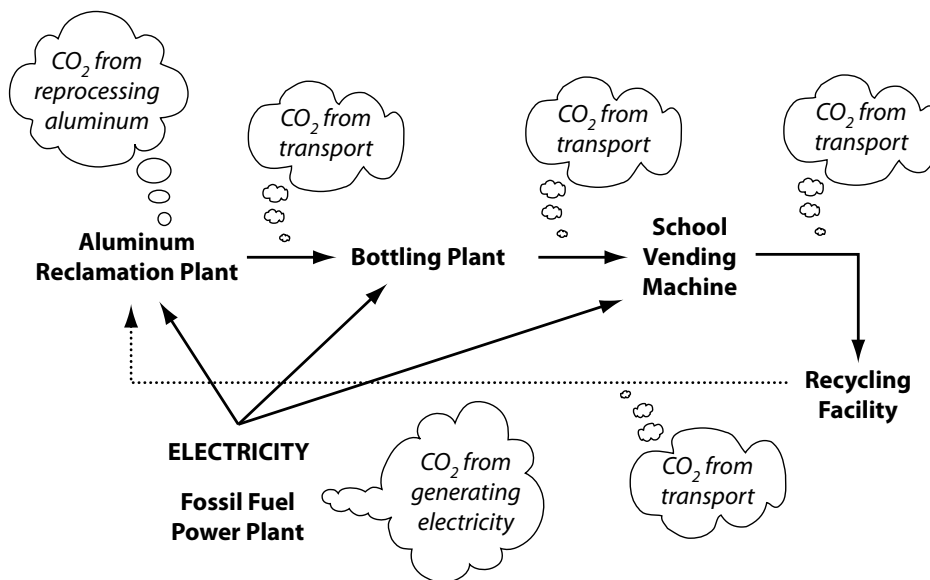 CO₂ from
reprocessing
aluminum
CO₂ from
transport
CO₂ from
transport
CO₂ from
transport
Aluminum
Reclamation Plant
Bottling Plant
School
Vending
Machine
Recycling
Facility
ELECTRICITY
Fossil Fuel
Power Plant
CO₂ from
generating
electricity
CO₂ from
transport